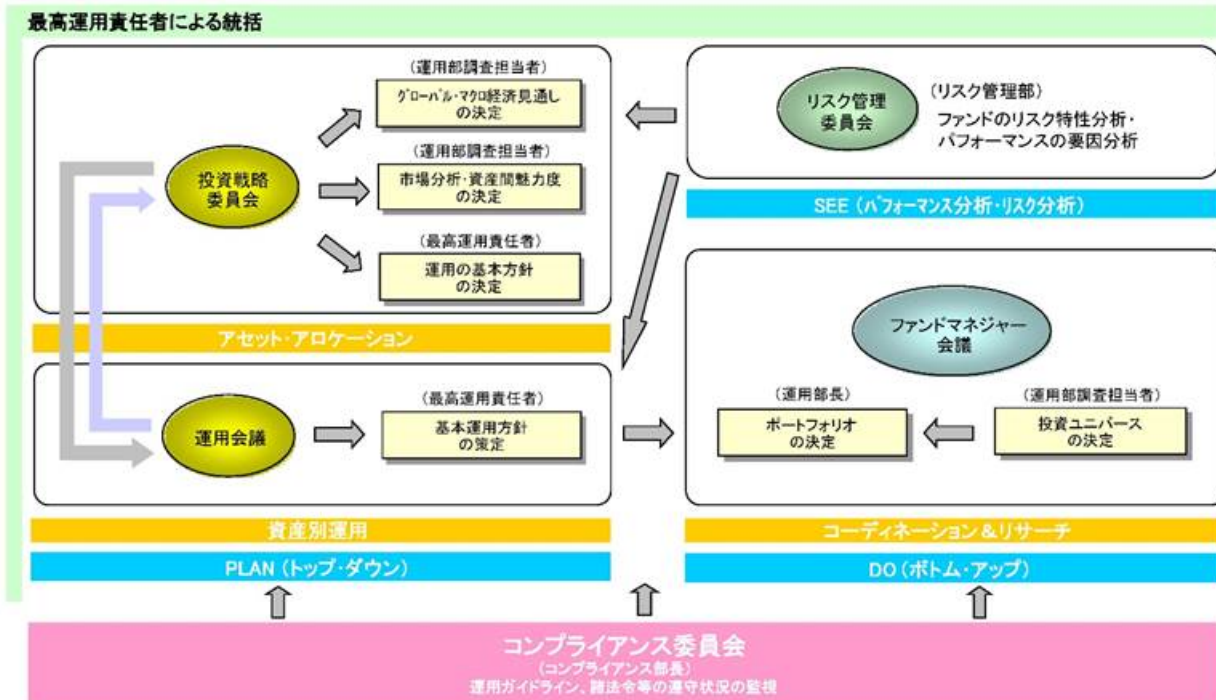 最高運用責任者による統括
(運用部調査担当者)
グローバル・マクロ経済見通し
の決定
投資戦略
委員会
(運用部調査担当者)
市場分析・資産間魅力度
の決定
(最高運用責任者)
運用の基本方針
の決定
アセット・アロケーション
リスク管理
委員会
(リスク管理部)
ファンドのリスク特性分析・
パフォーマンスの要因分析
SEE (パフォーマンス分析・リスク分析)
運用会議
(最高運用責任者)
基本運用方針
の策定
資産別運用
PLAN (トップ・ダウン)
ファンドマネジャー
会議
(運用部長)
ポートフォリオ
の決定
(運用部調査担当者)
投資ユニバース
の決定
コーディネーション&リサーチ
DO (ボトム・アップ)
コンプライアンス委員会
(コンプライアンス部長)
運用ガイドライン、諸法令等の遵守状況の監視